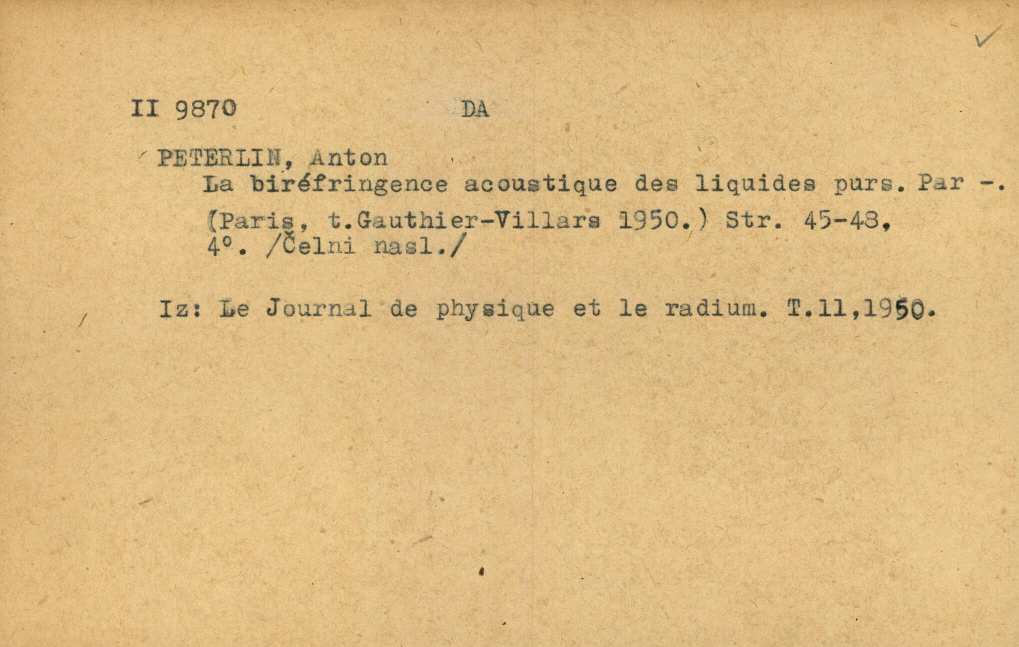 II 9870 DA
PETERLIN, Anton
La biréfringence acoustique des liquides purs. Par -.
(Paris, t.Gauthier-Villars 1950.) Str. 45-48,
4°. /Čelni nasl./
Iz: Le Journal de physique et le radium. T.11,1950.